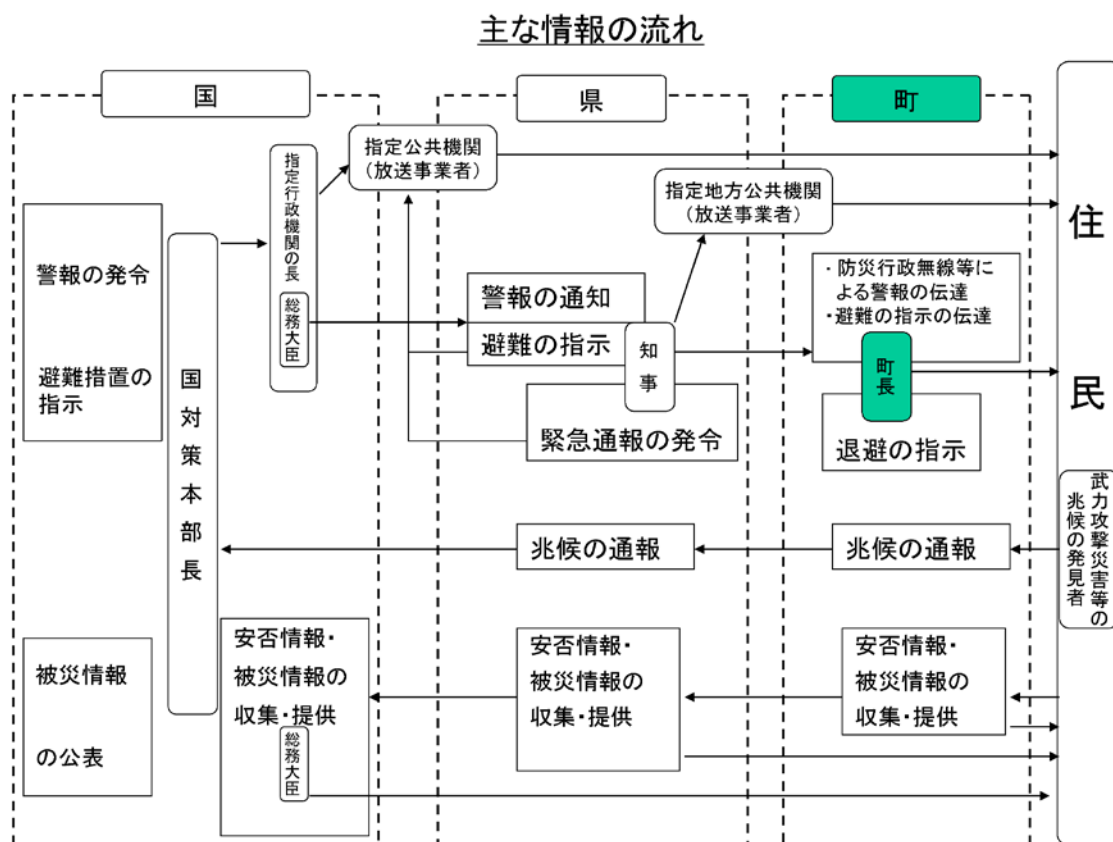 主な情報の流れ
国
県
町
指定公共機関
(放送事業者)
指定行政機関の長
総務大臣
指定地方公共機関
(放送事業者)
住民
警報の発令
避難措置の
指示
国対策本部長
警報の通知
避難の指示
知事
緊急通報の発令
・防災行政無線等に
よる警報の伝達
・避難の指示の伝達
町長
退避の指示
武力攻撃災害等の
兆候の発見者
兆候の通報
兆候の通報
被災情報
の公表
安否情報・
被災情報の
収集・提供
総務大臣
安否情報・
被災情報の
収集・提供
安否情報・
被災情報の
収集・提供